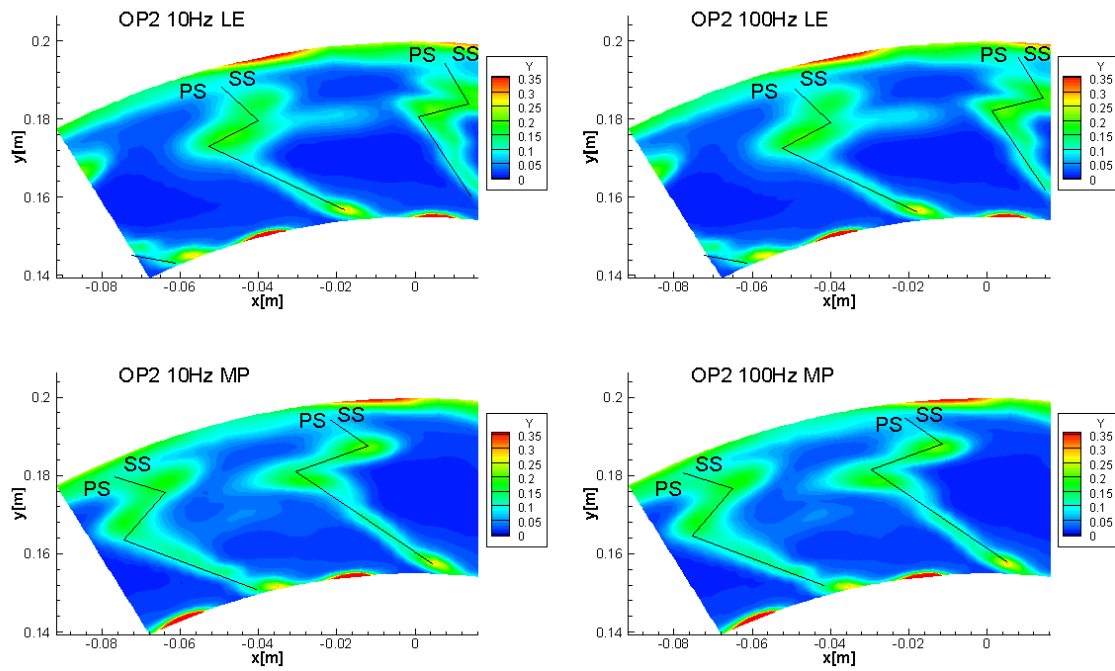 OP2 10Hz LE
0.2
0.18
0.16
0.14
y[m]
-0.08 -0.06 -0.04 -0.02 0
x[m]
PS SS
PS SS
Y
0.35
0.3
0.25
0.2
0.15
0.1
0.05
0
OP2 100Hz LE
0.2
0.18
0.16
0.14
y[m]
-0.08 -0.06 -0.04 -0.02 0
x[m]
PS SS
PS SS
Y
0.35
0.3
0.25
0.2
0.15
0.1
0.05
0
OP2 10Hz MP
0.2
0.18
0.16
0.14
y[m]
-0.08 -0.06 -0.04 -0.02 0
x[m]
PS SS
SS
PS
Y
0.35
0.3
0.25
0.2
0.15
0.1
0.05
0
OP2 100Hz MP
0.2
0.18
0.16
0.14
y[m]
-0.08 -0.06 -0.04 -0.02 0
x[m]
PS SS
SS
PS
Y
0.35
0.3
0.25
0.2
0.15
0.1
0.05
0